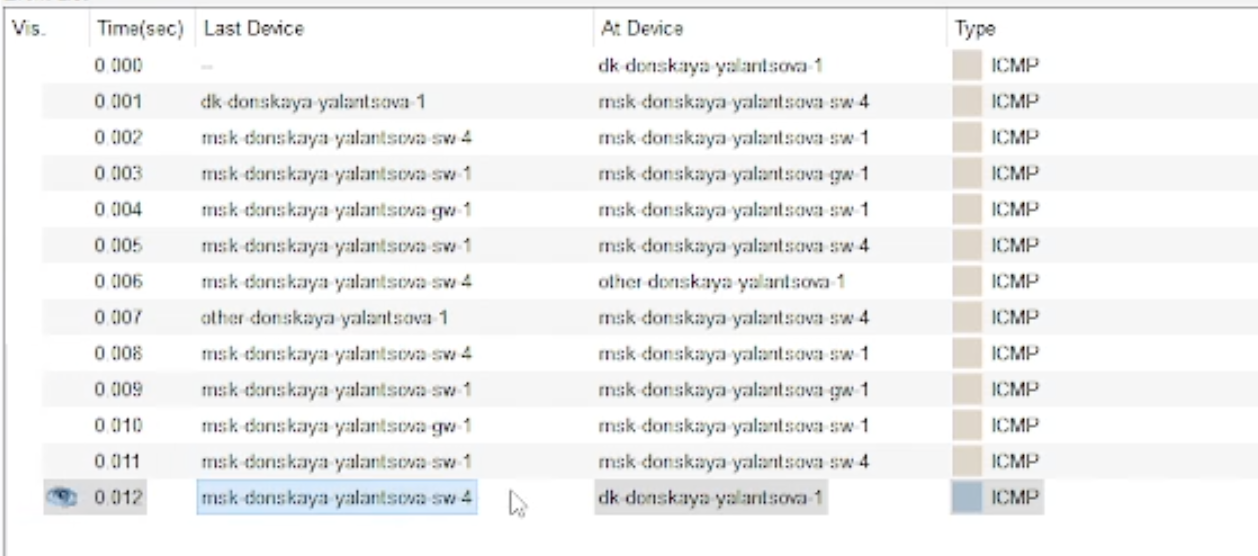 Vis. Time(sec) Last Device At Device Type
0.000 -- dk-donskaya-yalantsova-1 ICMP
0.001 dk-donskaya-yalantsova-1 msk-donskaya-yalantsova-sw-4 ICMP
0.002 msk-donskaya-yalantsova-sw-4 msk-donskaya-yalantsova-sw-1 ICMP
0.003 msk-donskaya-yalantsova-sw-1 msk-donskaya-yalantsova-gw-1 ICMP
0.004 msk-donskaya-yalantsova-gw-1 msk-donskaya-yalantsova-sw-1 ICMP
0.005 msk-donskaya-yalantsova-sw-1 msk-donskaya-yalantsova-sw-4 ICMP
0.006 msk-donskaya-yalantsova-sw-4 other-donskaya-yalantsova-1 ICMP
0.007 other-donskaya-yalantsova-1 msk-donskaya-yalantsova-sw-4 ICMP
0.008 msk-donskaya-yalantsova-sw-4 msk-donskaya-yalantsova-sw-1 ICMP
0.009 msk-donskaya-yalantsova-sw-1 msk-donskaya-yalantsova-gw-1 ICMP
0.010 msk-donskaya-yalantsova-gw-1 msk-donskaya-yalantsova-sw-1 ICMP
0.011 msk-donskaya-yalantsova-sw-1 msk-donskaya-yalantsova-sw-4 ICMP
0.012 msk-donskaya-yalantsova-sw-4 dk-donskaya-yalantsova-1 ICMP